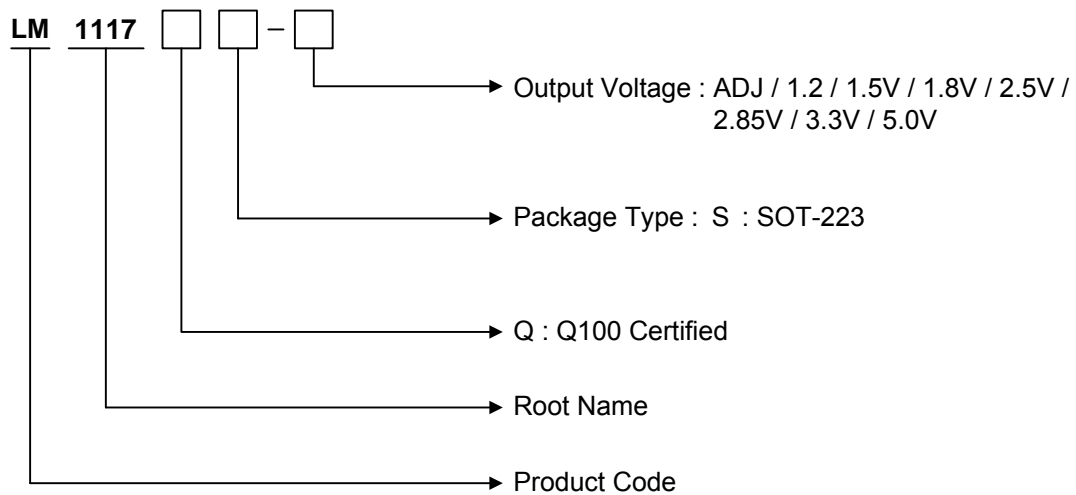 LM 1117 –
Output Voltage : ADJ / 1.2 / 1.5V / 1.8V / 2.5V /
2.85V / 3.3V / 5.0V
Package Type : S : SOT-223
Q : Q100 Certified
Root Name
Product Code